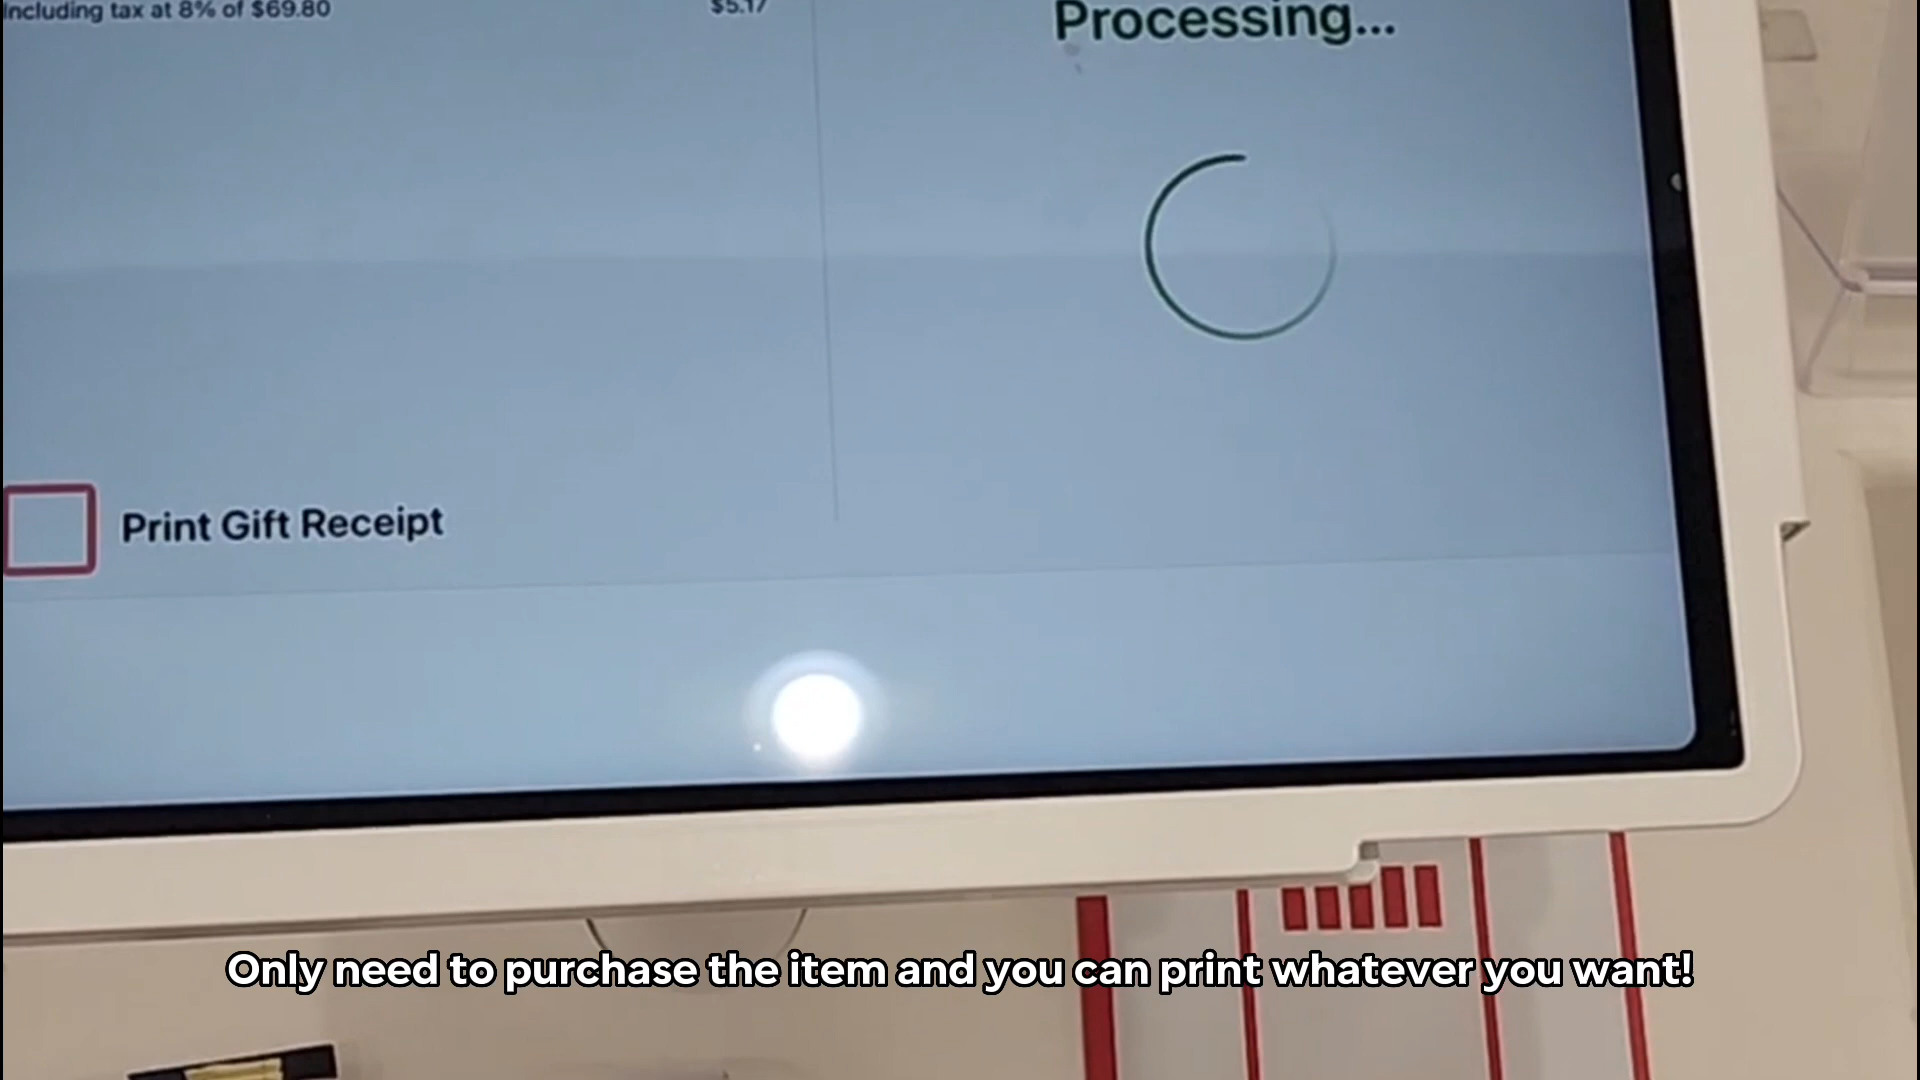 Including tax at 8% of $69.80
$5.17
Processing...
Print Gift Receipt
Only need to purchase the item and you can print whatever you want!